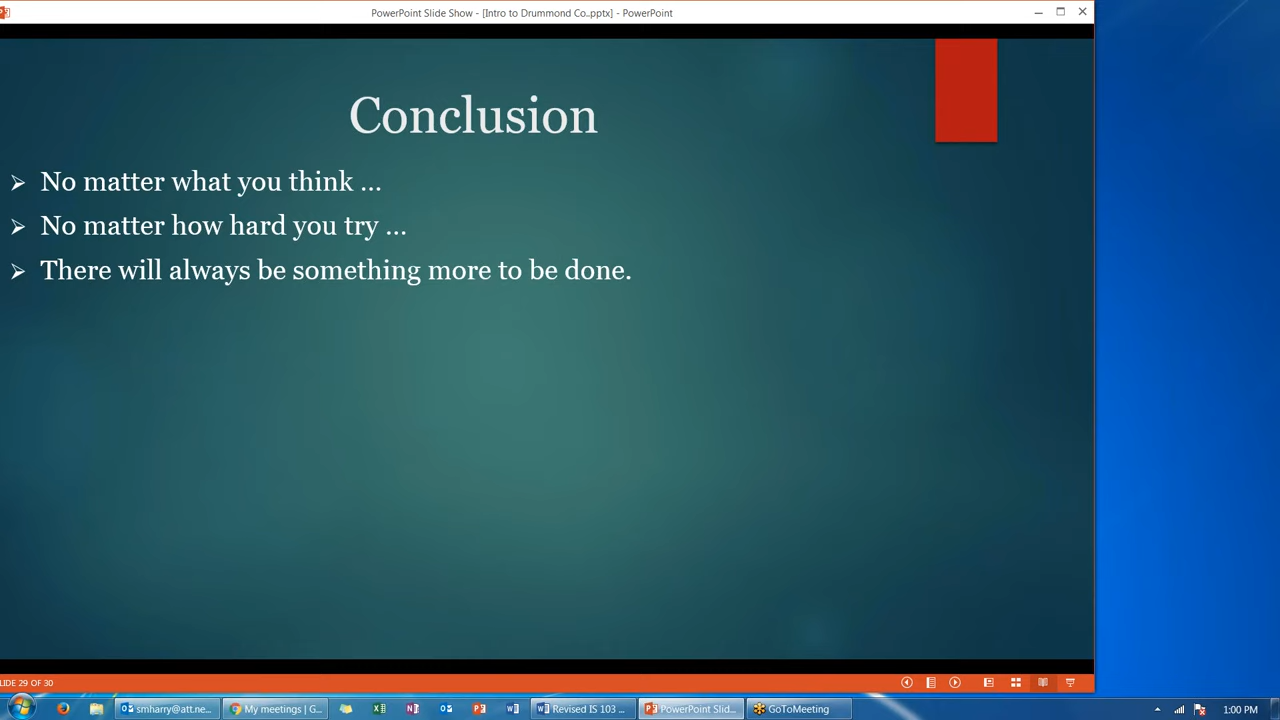 PowerPoint Slide Show - [Intro to Drummond Co..pptx] - PowerPoint
Conclusion
No matter what you think ...
No matter how hard you try ...
There will always be something more to be done.
LIDE 29 OF 30
smharry@att.ne...
My meetings | G...
Revised IS 103 ...
PowerPoint Slid...
GoToMeeting
1:00 PM